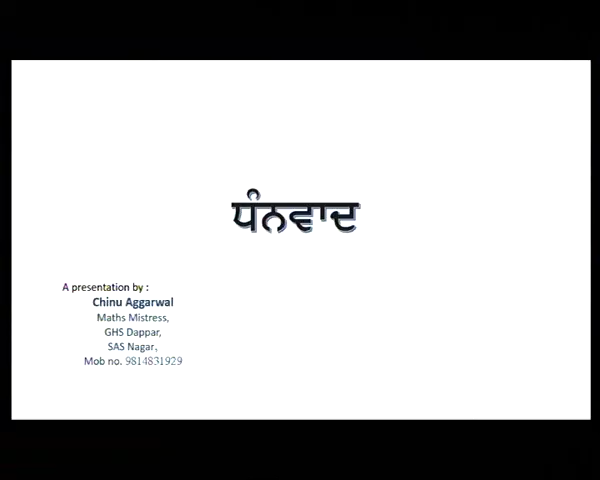 ਧੰਨਵਾਦ
A presentation by :
Chinu Aggarwal
Maths Mistress,
GHS Dappar,
SAS Nagar,
Mob no. 9814831929